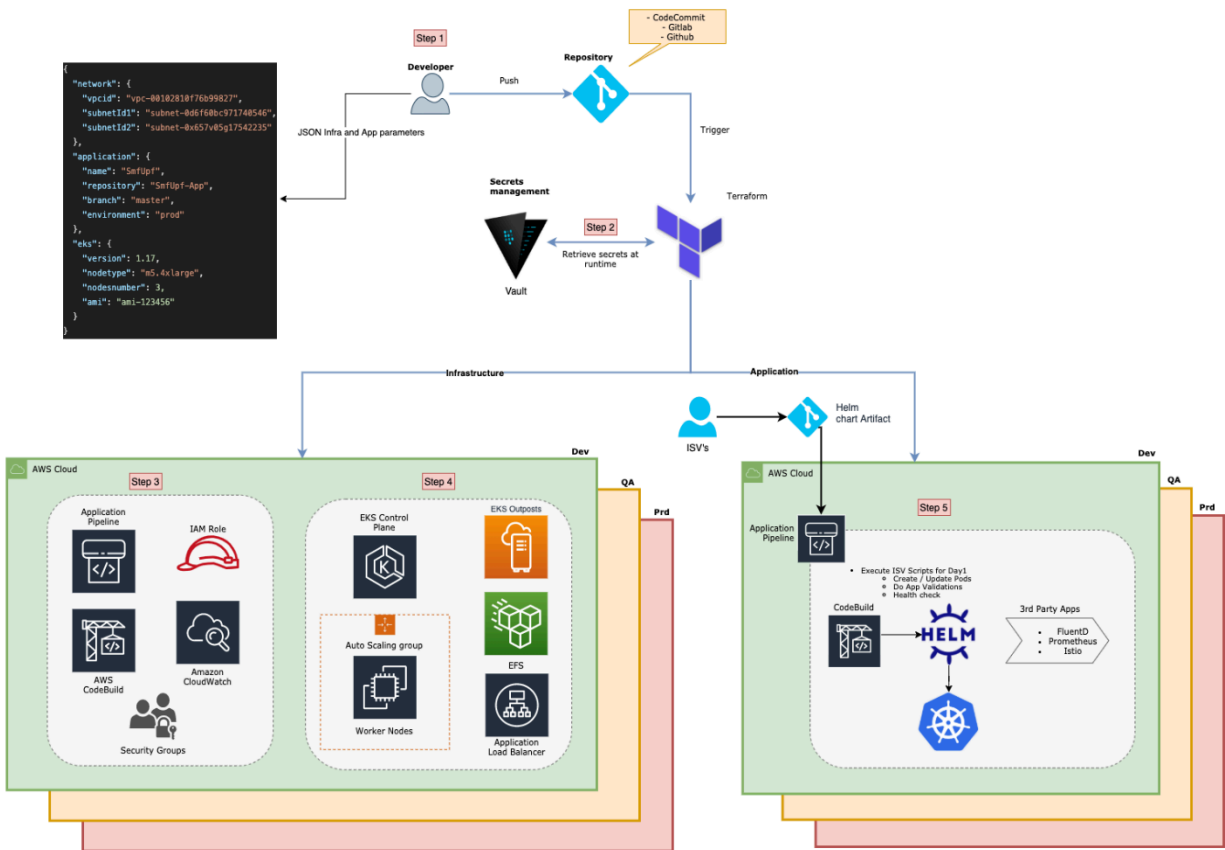 - CodeCommit
- Gitlab
- Github
Step 1
Repository
Developer
Push
{
"network": {
"vpcid": "vpc-00102810f76b99827",
"subnetId1": "subnet-0d6f60bc971740546",
"subnetId2": "subnet-0x657v05g17542235"
},
"application": {
"name": "SmfUpf",
"repository": "SmfUpf-App",
"branch": "master",
"environment": "prod"
},
"eks": {
"version": 1.17,
"nodetype": "m5.4xlarge",
"nodesnumber": 3,
"ami": "ami-123456"
}
}
JSON Infra and App parameters
Trigger
Secrets
management
Terraform
Step 2
Retrieve secrets at
runtime
Vault
Infrastructure
Application
Helm
chart Artifact
ISV's
Dev
QA
Prd
AWS Cloud
Step 3
Application
Pipeline
IAM Role
AWS
CodeBuild
Amazon
CloudWatch
Security Groups
Step 4
EKS Control
Plane
EKS Outposts
Auto Scaling group
Worker Nodes
EFS
Application
Load Balancer
Dev
QA
Prd
AWS Cloud
Step 5
Application
Pipeline
• Execute ISV Scripts for Day1
○ Create / Update Pods
○ Do App Validations
○ Health check
CodeBuild
HELM
3rd Party Apps
• FluentD
• Prometheus
• Istio